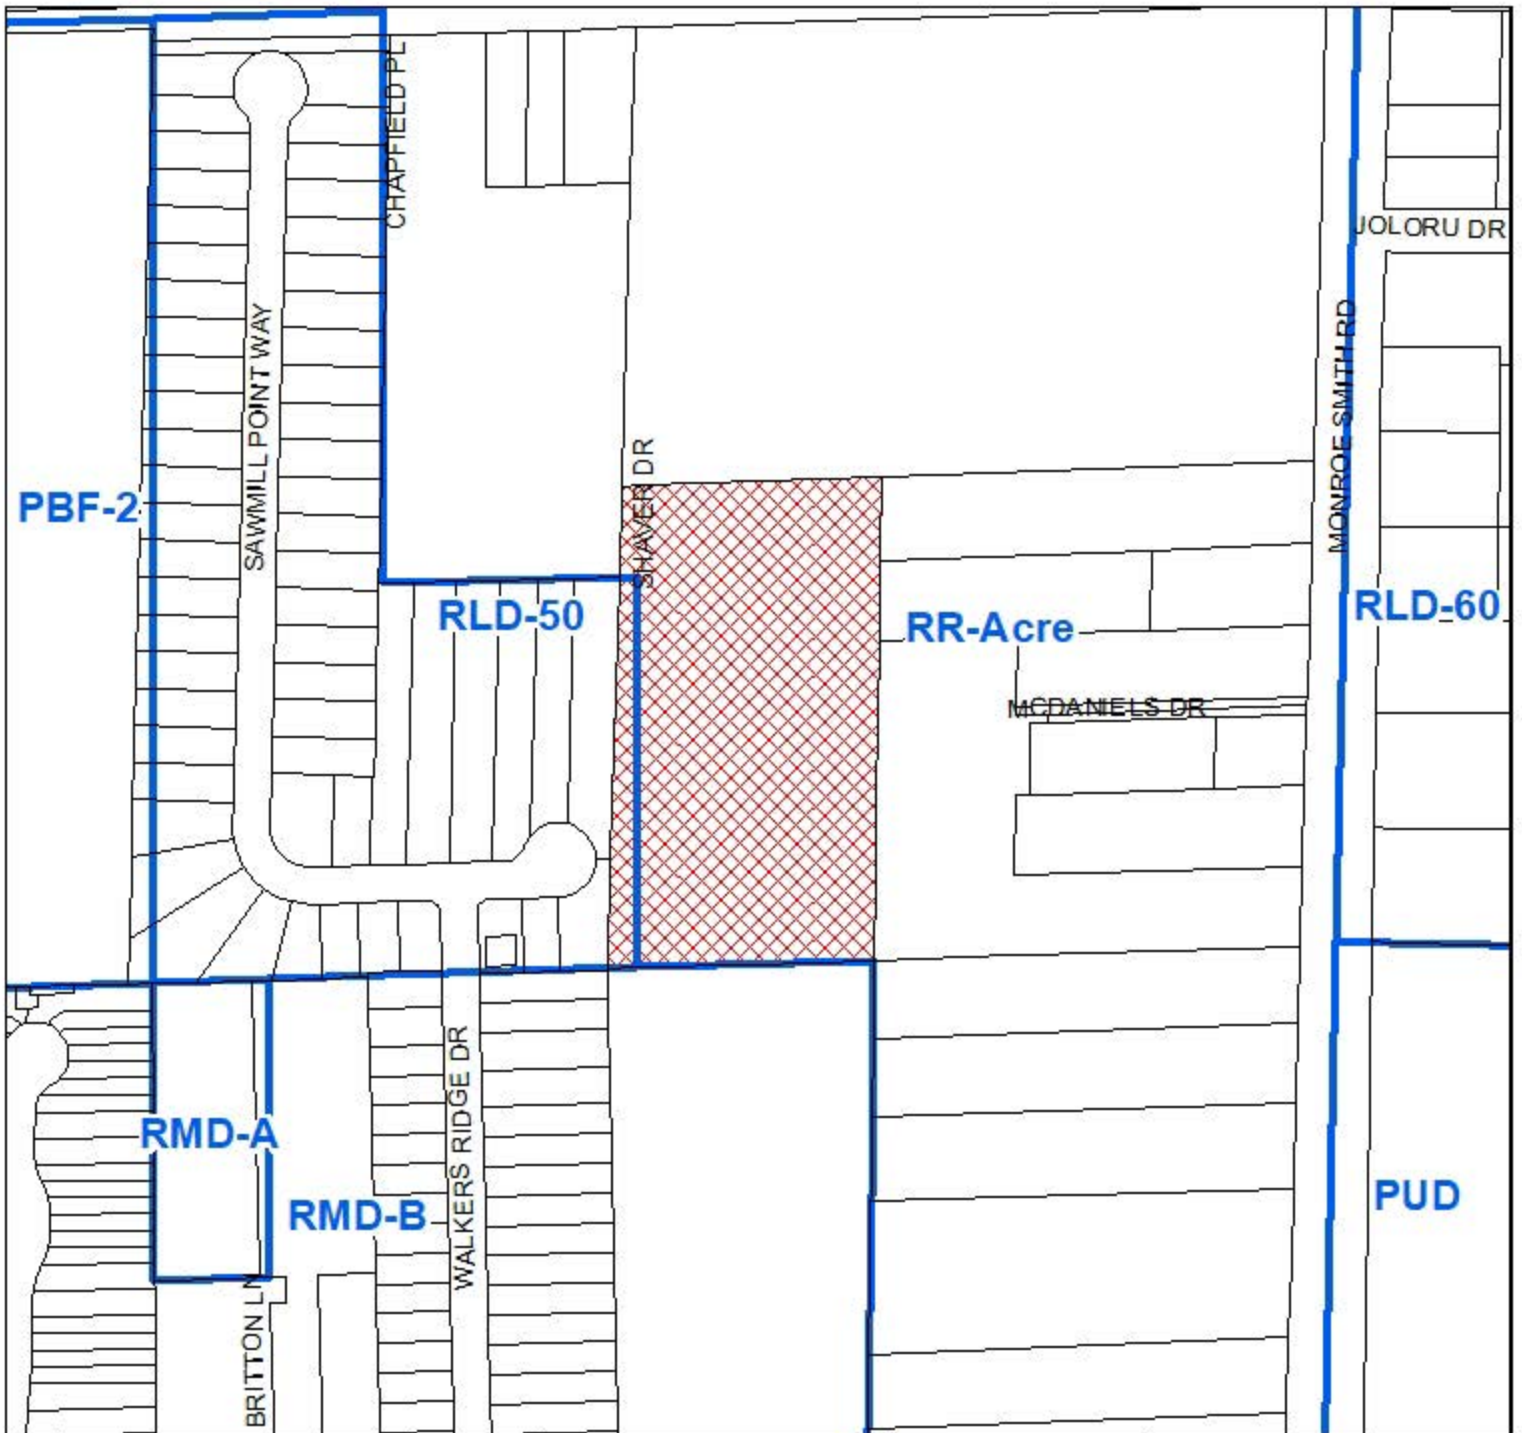 CHAPFIELD PL
JOLORU DR
SAWMILL POINT WAY
MONROE SMITH RD
SHAVER DR
PBF-2
RLD-50
RR-Acre
RLD-60
MCDANIELS DR
WALKERS RIDGE DR
RMD-A
RMD-B
PUD
BRITTON LN